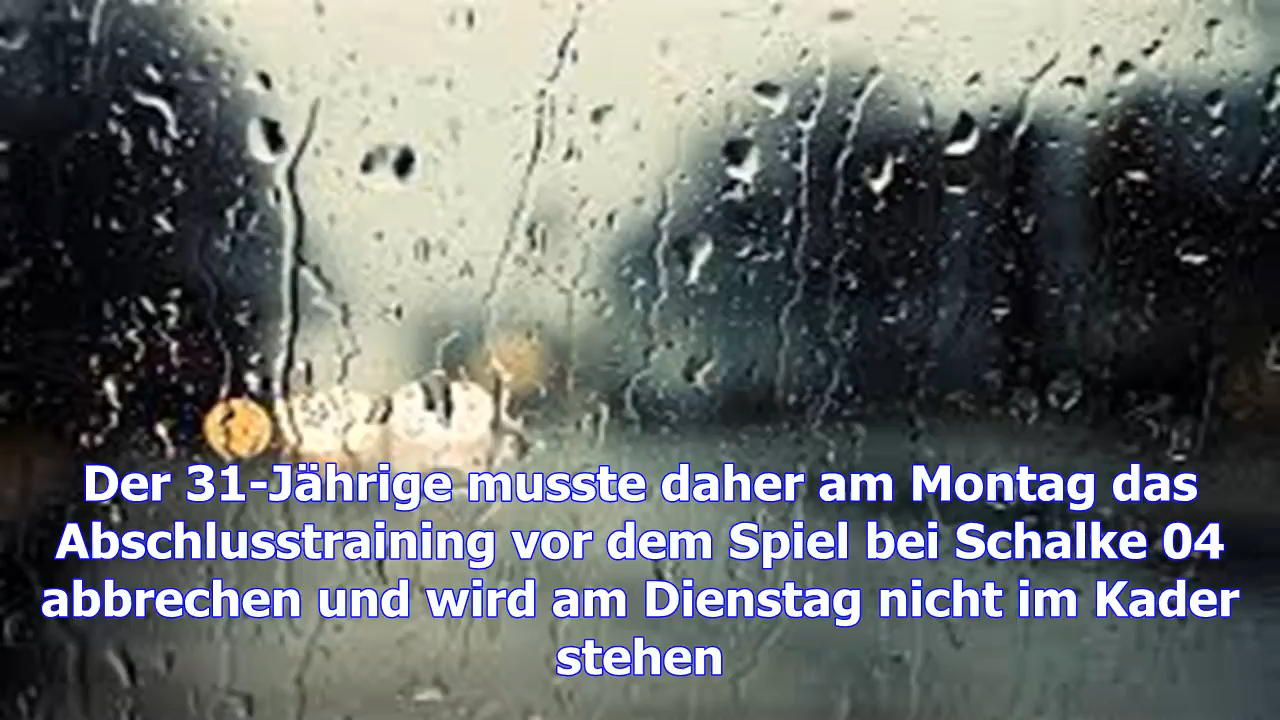 Der 31-Jährige musste daher am Montag das
Abschlusstraining vor dem Spiel bei Schalke 04
abbrechen und wird am Dienstag nicht im Kader
stehen